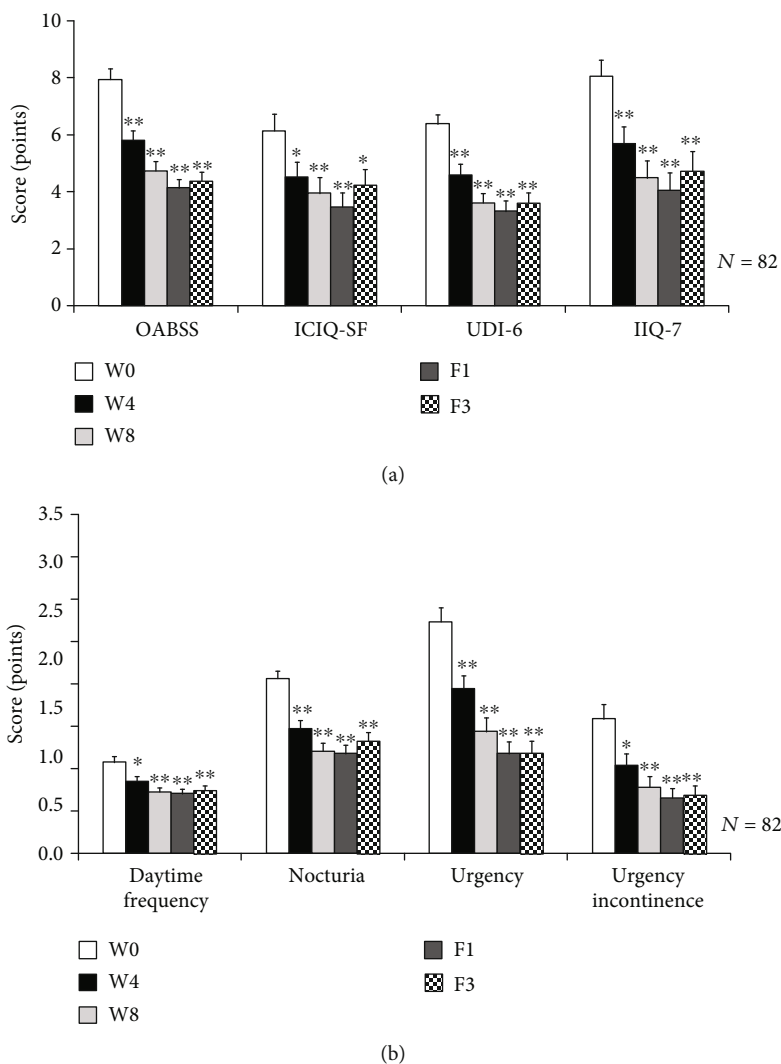 10
8
6
4
2
0
Score (points)
** ** ** **
* ** ** *
** ** ** **
** ** ** **
N = 82
OABSS ICIQ-SF UDI-6 IIQ-7
W0 F1
W4 F3
W8
(a)
3.5
3.0
2.5
2.0
1.5
1.0
0.5
0.0
Score (points)
* ** ** **
** ** ** **
** ** ** **
* ** ** **
N = 82
Daytime Nocturia Urgency Urgency
frequency incontinence
W0 F1
W4 F3
W8
(b)